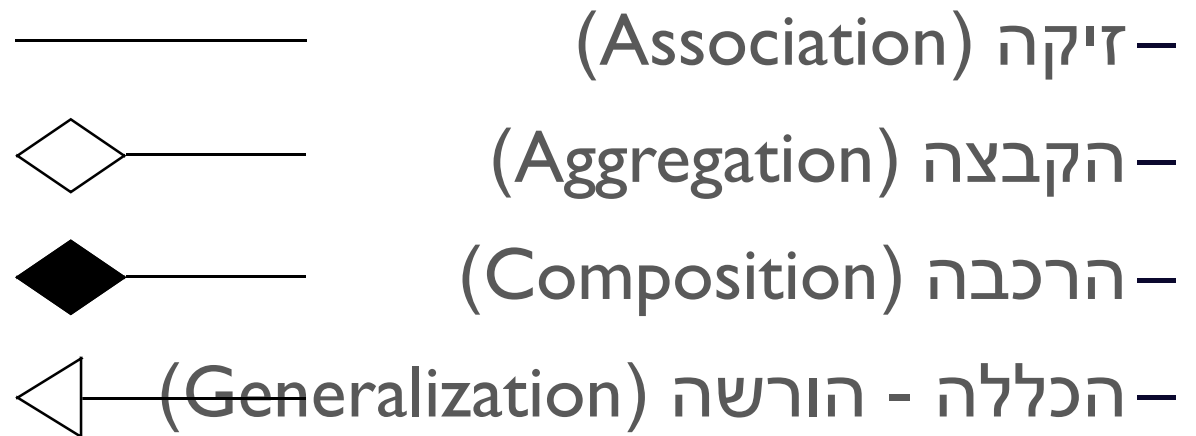 – זיקה (Association)
– הקבצה (Aggregation)
– הרכבה (Composition)
– הכללה - הורשה (Generalization)